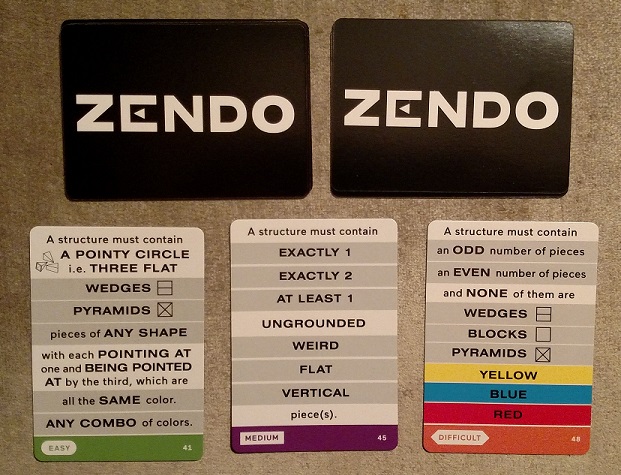 ZENDO
ZENDO
A structure must contain
A POINTY CIRCLE
i.e. THREE FLAT
WEDGES
PYRAMIDS
pieces of ANY SHAPE
with each POINTING AT
one and BEING POINTED
AT by the third, which are
all the SAME color.
ANY COMBO of colors.
EASY
41
A structure must contain
EXACTLY 1
EXACTLY 2
AT LEAST 1
UNGROUNDED
WEIRD
FLAT
VERTICAL
piece(s).
MEDIUM
45
A structure must contain
an ODD number of pieces
an EVEN number of pieces
and NONE of them are
WEDGES
BLOCKS
PYRAMIDS
YELLOW
BLUE
RED
DIFFICULT
48